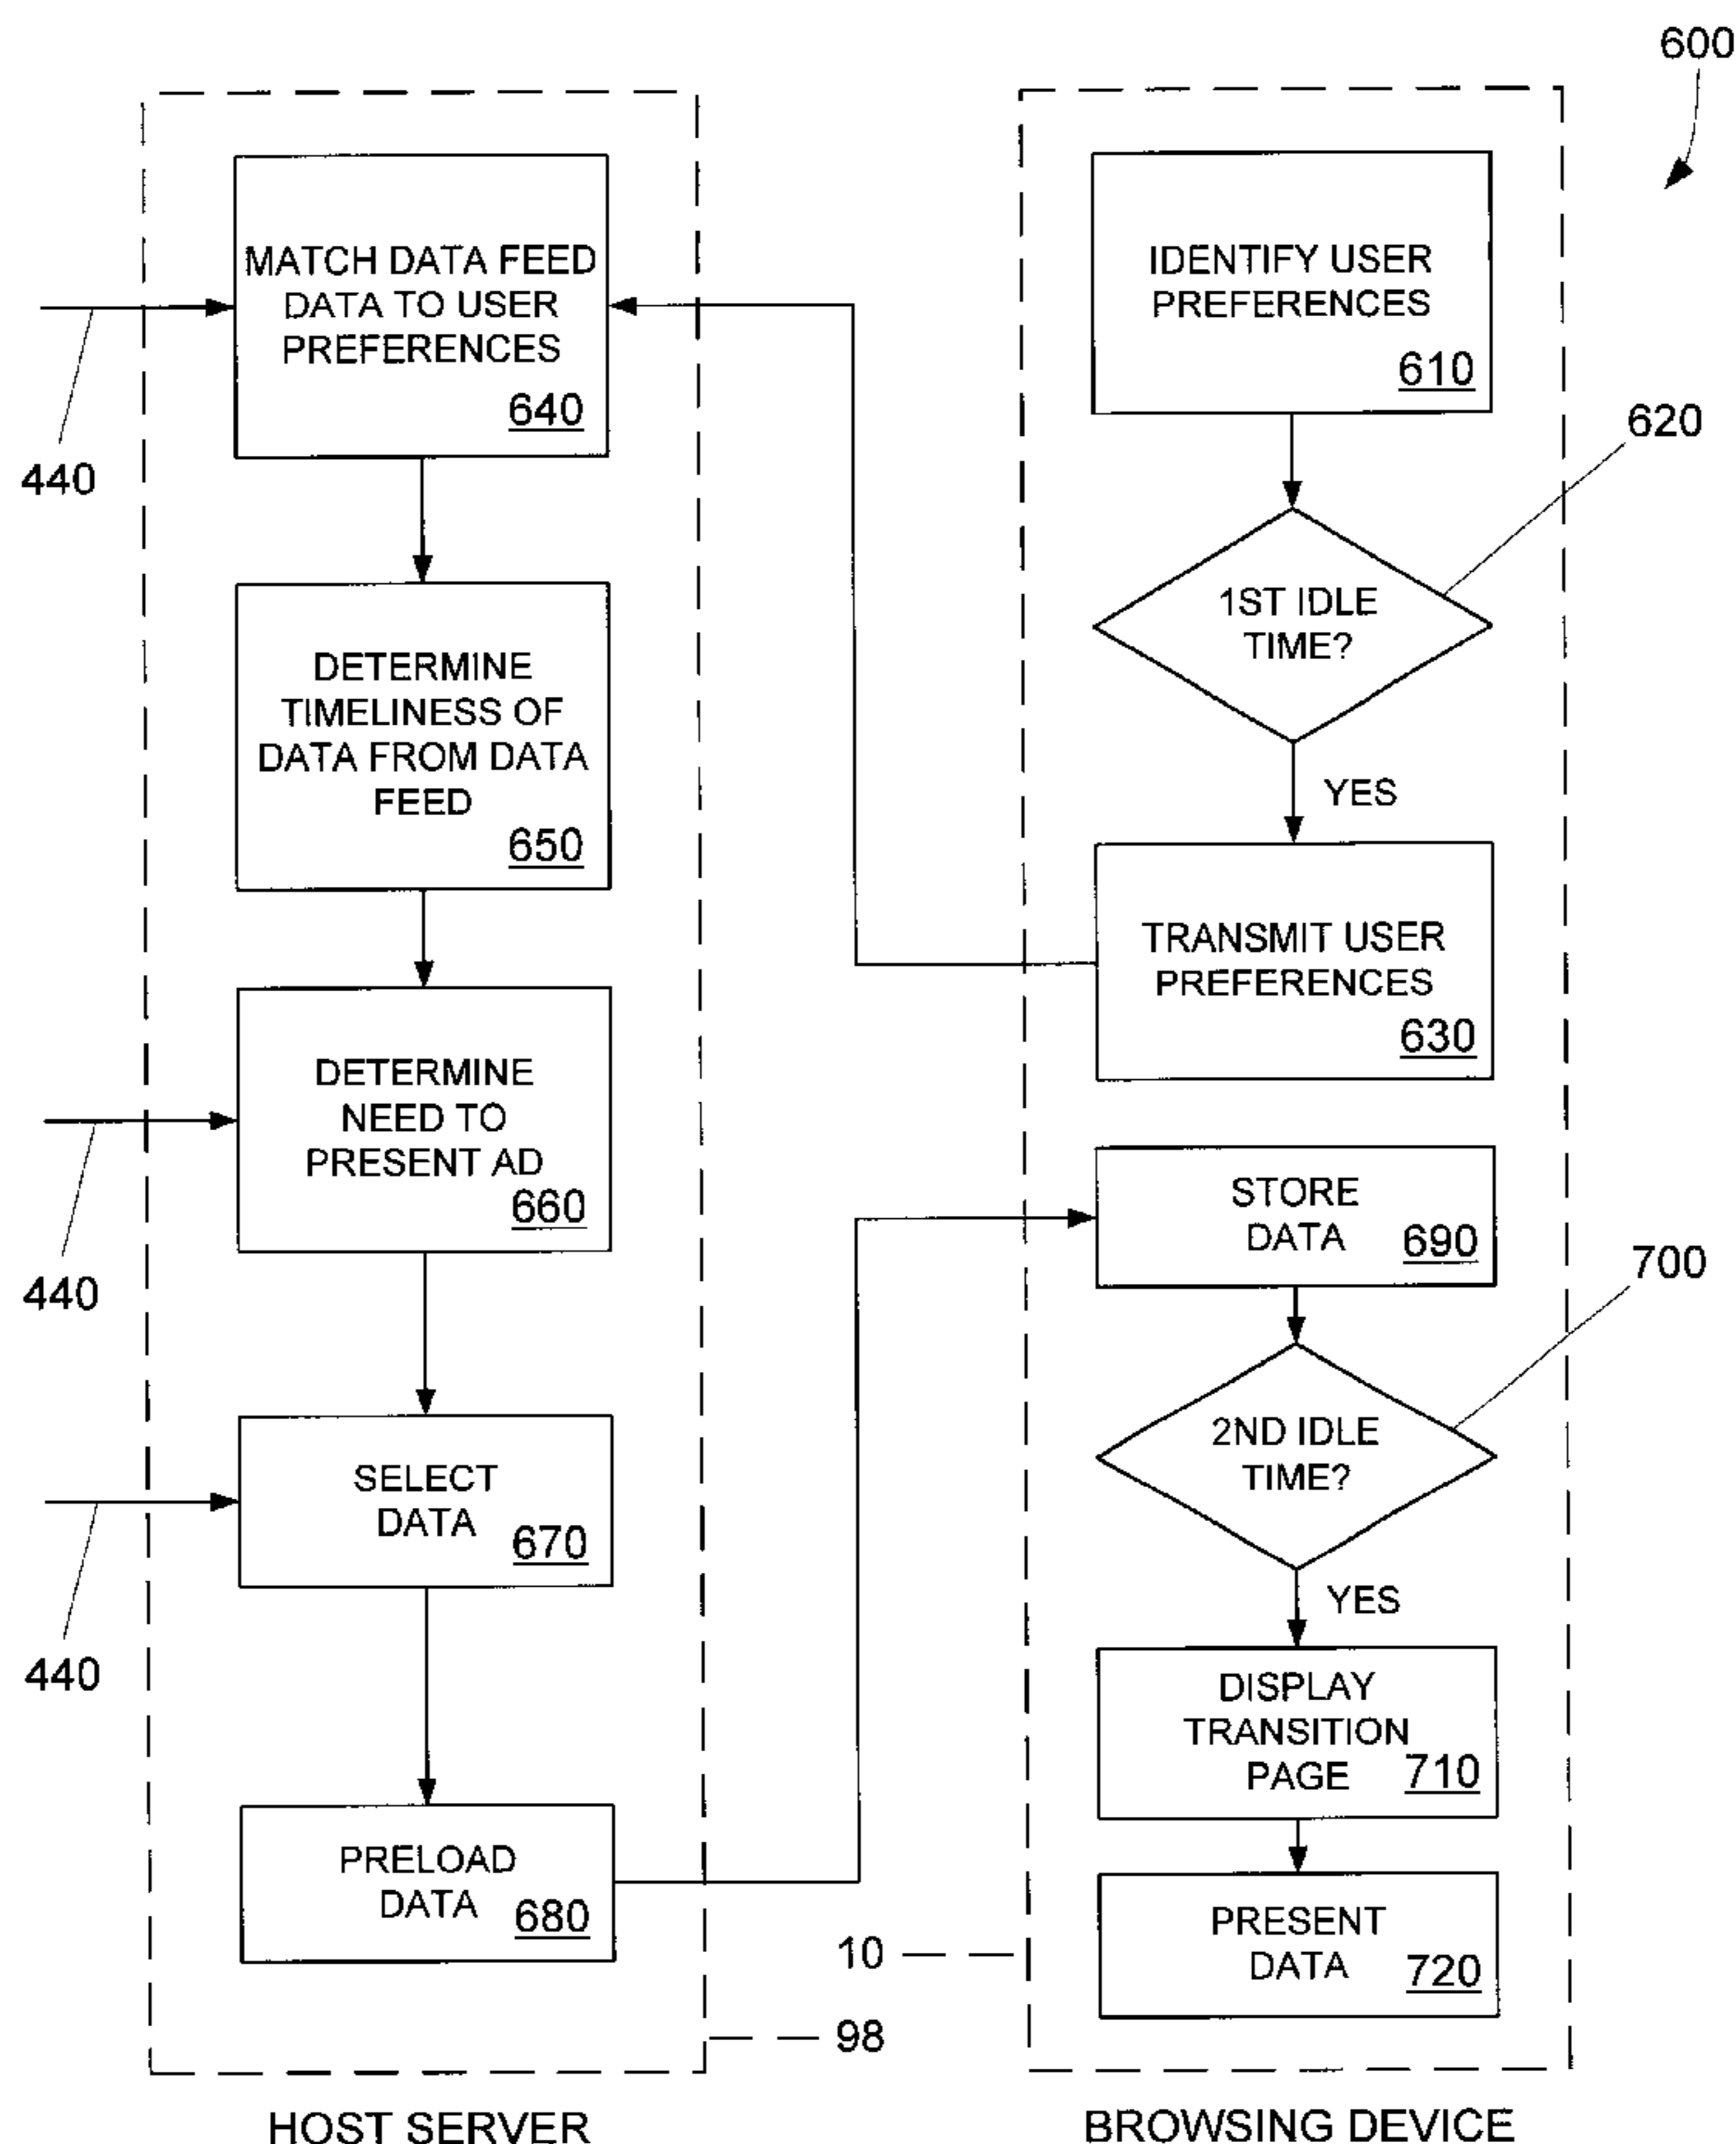 600
MATCH DATA FEED
DATA TO USER
PREFERENCES
640
440
DETERMINE
TIMELINESS OF
DATA FROM DATA
FEED
650
DETERMINE
NEED TO
PRESENT AD
660
440
SELECT
DATA
670
440
PRELOAD
DATA
680
98
HOST SERVER
IDENTIFY USER
PREFERENCES
610
620
1ST IDLE
TIME?
YES
TRANSMIT USER
PREFERENCES
630
STORE
DATA
690
700
2ND IDLE
TIME?
YES
DISPLAY
TRANSITION
PAGE
710
PRESENT
DATA
720
10
BROWSING DEVICE